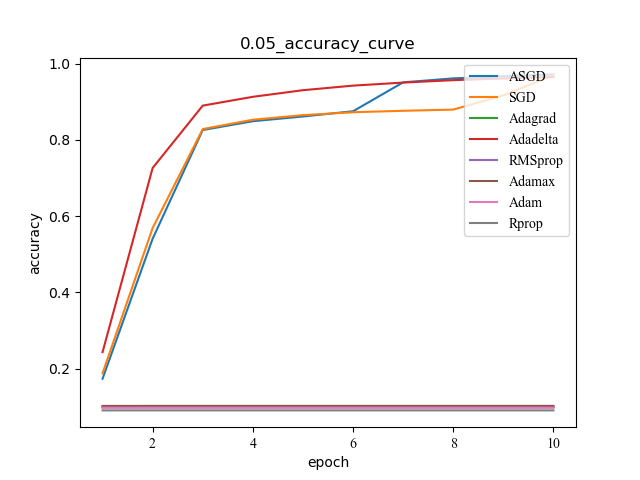 0.05_accuracy_curve
1.0
0.8
0.6
0.4
0.2
accuracy
ASGD
SGD
Adagrad
Adadelta
RMSprop
Adamax
Adam
Rprop
2 4 6 8 10
epoch